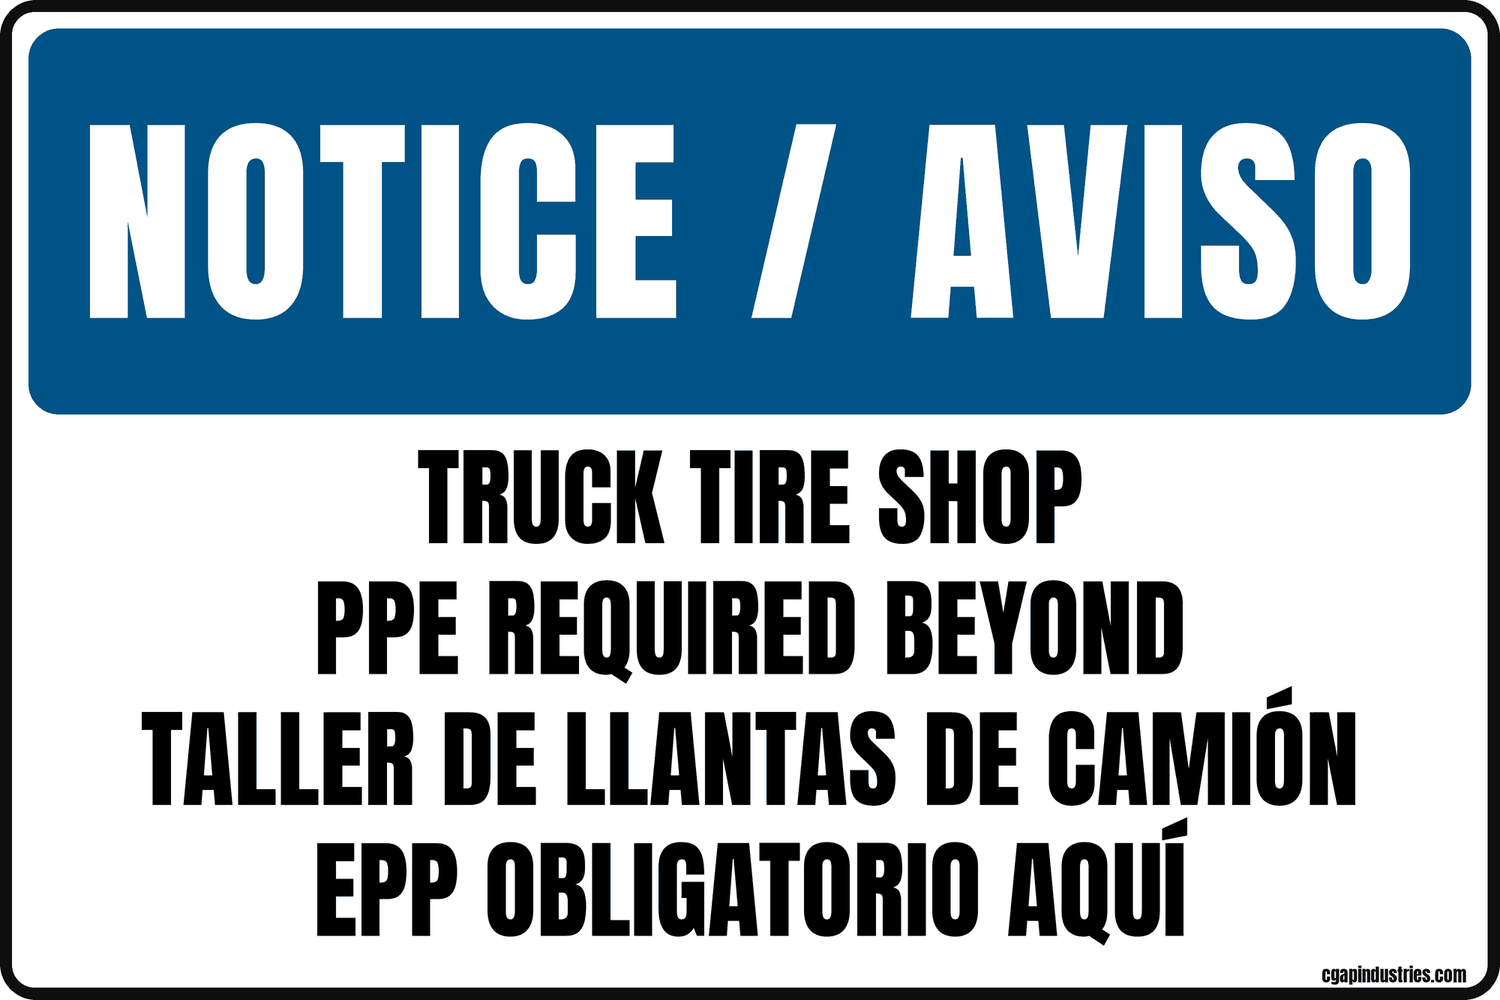 NOTICE / AVISO
TRUCK TIRE SHOP
PPE REQUIRED BEYOND
TALLER DE LLANTAS DE CAMIÓN
EPP OBLIGATORIO AQUÍ
cgapindustries.com